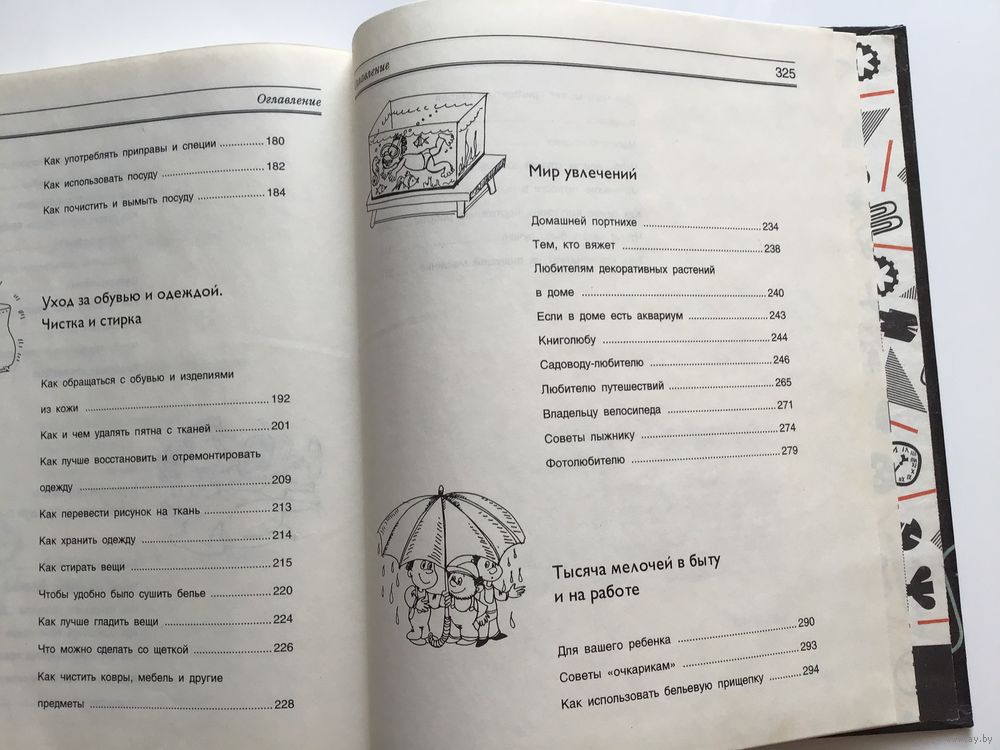 Оглавление
Как употреблять приправы и специи .............. 180
Как использовать посуду ..................... 182
Как почистить и вымыть посуду ............ 184
Уход за обувью и одеждой.
Чистка и стирка
Как обращаться с обувью и изделиями
из кожи ........................................ 192
Как и чем удалять пятна с тканей ............ 201
Как лучше восстановить и отремонтировать
одежду ......................................... 209
Как перевести рисунок на ткань .............. 213
Как хранить одежду ........................... 214
Как стирать вещи ............................. 215
Чтобы удобно было сушить белье ............. 220
Как лучше гладить вещи ...................... 224
Что можно сделать со щеткой ................. 226
Как чистить ковры, мебель и другие
предметы ....................................... 228
325
Мир увлечений
Домашней портнихе ............................ 234
Тем, кто вяжет ................................ 238
Любителям декоративных растений
в доме ......................................... 240
Если в доме есть аквариум ................... 243
Книголюбу ..................................... 244
Садоводу-любителю ............................ 246
Любителю путешествий ........................ 265
Владельцу велосипеда ......................... 271
Советы лыжнику ............................... 274
Фотолюбителю ................................. 279
Тысяча мелочей в быту
и на работе
Для вашего ребенка ........................... 290
Советы «очкарикам» ........................... 293
Как использовать бельевую прищепку .......... 294